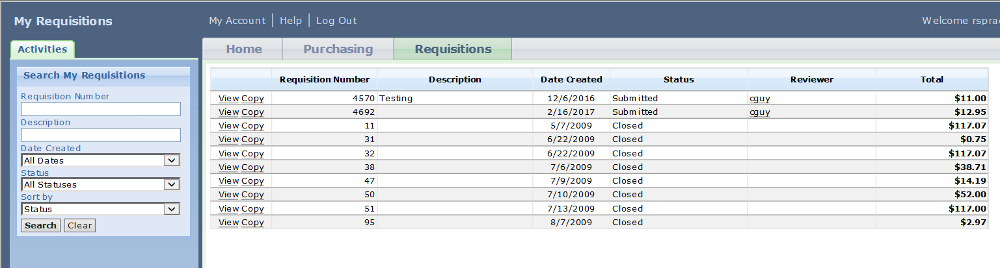 My Requisitions
My Account Help Log Out
Welcome rsprad
Activities
Home Purchasing Requisitions
Search My Requisitions
Requisition Number
Description
Date Created
All Dates
Status
All Statuses
Sort by
Status
Search Clear
Requisition Number Description Date Created Status Reviewer Total
View Copy 4570 Testing 12/6/2016 Submitted cguy $11.00
View Copy 4692 2/16/2017 Submitted cguy $12.95
View Copy 11 5/7/2009 Closed $117.07
View Copy 31 6/22/2009 Closed $0.75
View Copy 32 6/22/2009 Closed $117.07
View Copy 38 7/6/2009 Closed $38.71
View Copy 47 7/9/2009 Closed $14.19
View Copy 50 7/10/2009 Closed $52.00
View Copy 51 7/13/2009 Closed $117.00
View Copy 95 8/7/2009 Closed $2.97